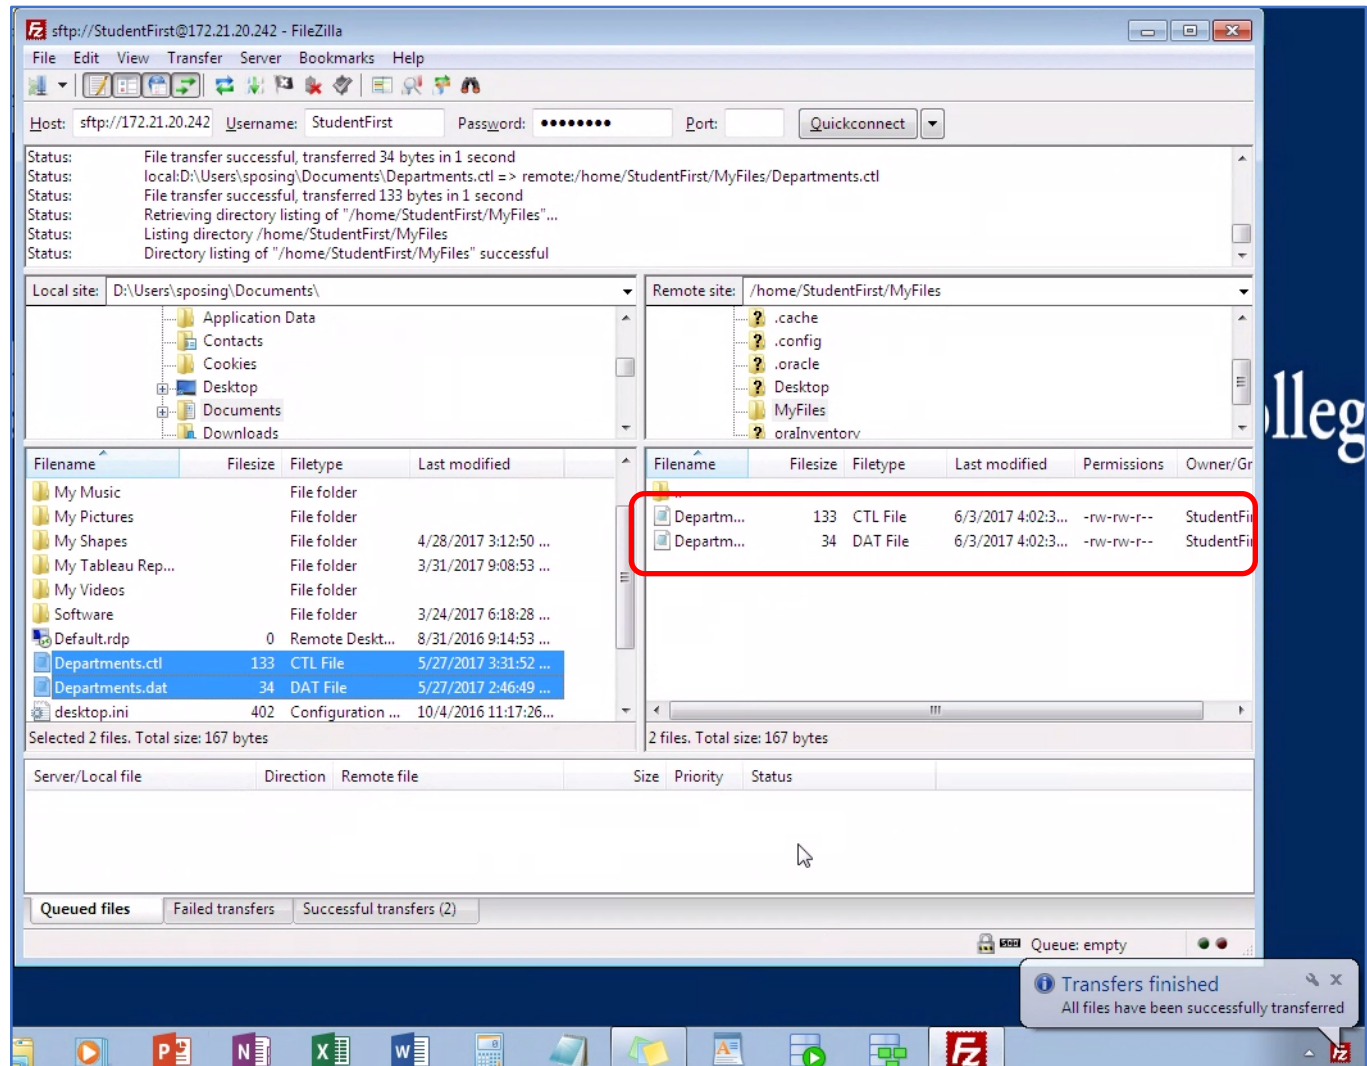 sftp://StudentFirst@172.21.20.242 - FileZilla
File Edit View Transfer Server Bookmarks Help
Host: sftp://172.21.20.242 Username: StudentFirst Password: ●●●●●●●● Port: Quickconnect
Status: File transfer successful, transferred 34 bytes in 1 second
Status: local:D:\Users\sposing\Documents\Departments.ctl => remote:/home/StudentFirst/MyFiles/Departments.ctl
Status: File transfer successful, transferred 133 bytes in 1 second
Status: Retrieving directory listing of "/home/StudentFirst/MyFiles"...
Status: Listing directory /home/StudentFirst/MyFiles
Status: Directory listing of "/home/StudentFirst/MyFiles" successful
Local site: D:\Users\sposing\Documents\
Application Data
Contacts
Cookies
Desktop
Documents
Downloads
Remote site: /home/StudentFirst/MyFiles
.cache
.config
.oracle
Desktop
MyFiles
oraInventory
lleg
Filename Filesize Filetype Last modified
My Music File folder
My Pictures File folder
My Shapes File folder 4/28/2017 3:12:50 ...
My Tableau Rep... File folder 3/31/2017 9:08:53 ...
My Videos File folder
Software File folder 3/24/2017 6:18:28 ...
Default.rdp 0 Remote Deskt... 8/31/2016 9:14:53 ...
Departments.ctl 133 CTL File 5/27/2017 3:31:52 ...
Departments.dat 34 DAT File 5/27/2017 2:46:49 ...
desktop.ini 402 Configuration ... 10/4/2016 11:17:26...
Selected 2 files. Total size: 167 bytes
Filename Filesize Filetype Last modified Permissions Owner/Gr
..
Departm... 133 CTL File 6/3/2017 4:02:3... -rw-rw-r-- StudentFi
Departm... 34 DAT File 6/3/2017 4:02:3... -rw-rw-r-- StudentFi
2 files. Total size: 167 bytes
Server/Local file Direction Remote file Size Priority Status
Queued files Failed transfers Successful transfers (2)
Queue: empty
Transfers finished
All files have been successfully transferred